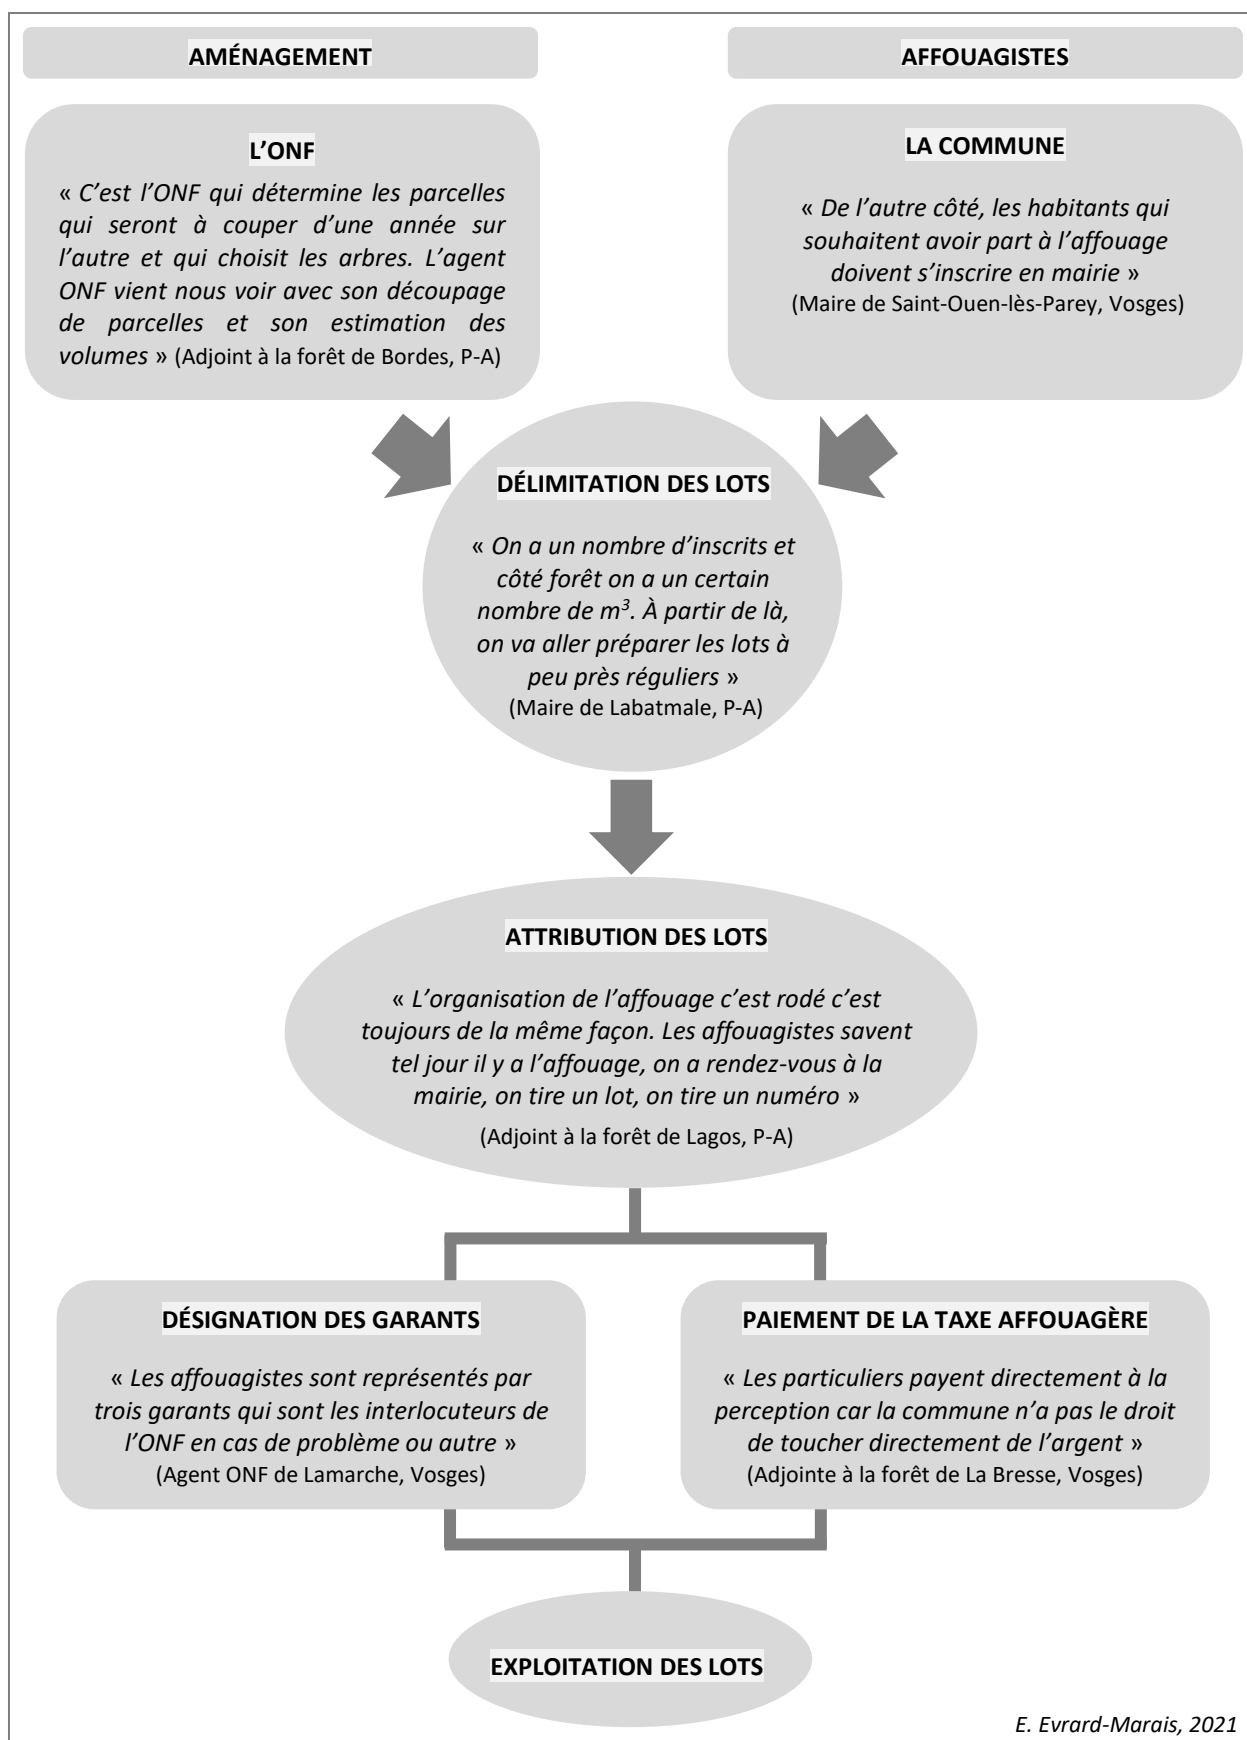 AMÉNAGEMENT
AFFOUAGISTES
L’ONF
« C’est l’ONF qui détermine les parcelles
qui seront à couper d’une année sur
l’autre et qui choisit les arbres. L’agent
ONF vient nous voir avec son découpage
de parcelles et son estimation des
volumes » (Adjoint à la forêt de Bordes, P-A)
LA COMMUNE
« De l’autre côté, les habitants qui
souhaitent avoir part à l’affouage
doivent s’inscrire en mairie »
(Maire de Saint-Ouen-lès-Parey, Vosges)
DÉLIMITATION DES LOTS
« On a un nombre d’inscrits et
côté forêt on a un certain
nombre de m³. À partir de là,
on va aller préparer les lots à
peu près réguliers »
(Maire de Labatmale, P-A)
ATTRIBUTION DES LOTS
« L’organisation de l’affouage c’est rodé c’est
toujours de la même façon. Les affouagistes savent
tel jour il y a l’affouage, on a rendez-vous à la
mairie, on tire un lot, on tire un numéro »
(Adjoint à la forêt de Lagos, P-A)
DÉSIGNATION DES GARANTS
« Les affouagistes sont représentés par
trois garants qui sont les interlocuteurs de
l’ONF en cas de problème ou autre »
(Agent ONF de Lamarche, Vosges)
PAIEMENT DE LA TAXE AFFOUAGÈRE
« Les particuliers payent directement à la
perception car la commune n’a pas le droit
de toucher directement de l’argent »
(Adjointe à la forêt de La Bresse, Vosges)
EXPLOITATION DES LOTS
E. Evrard-Marais, 2021